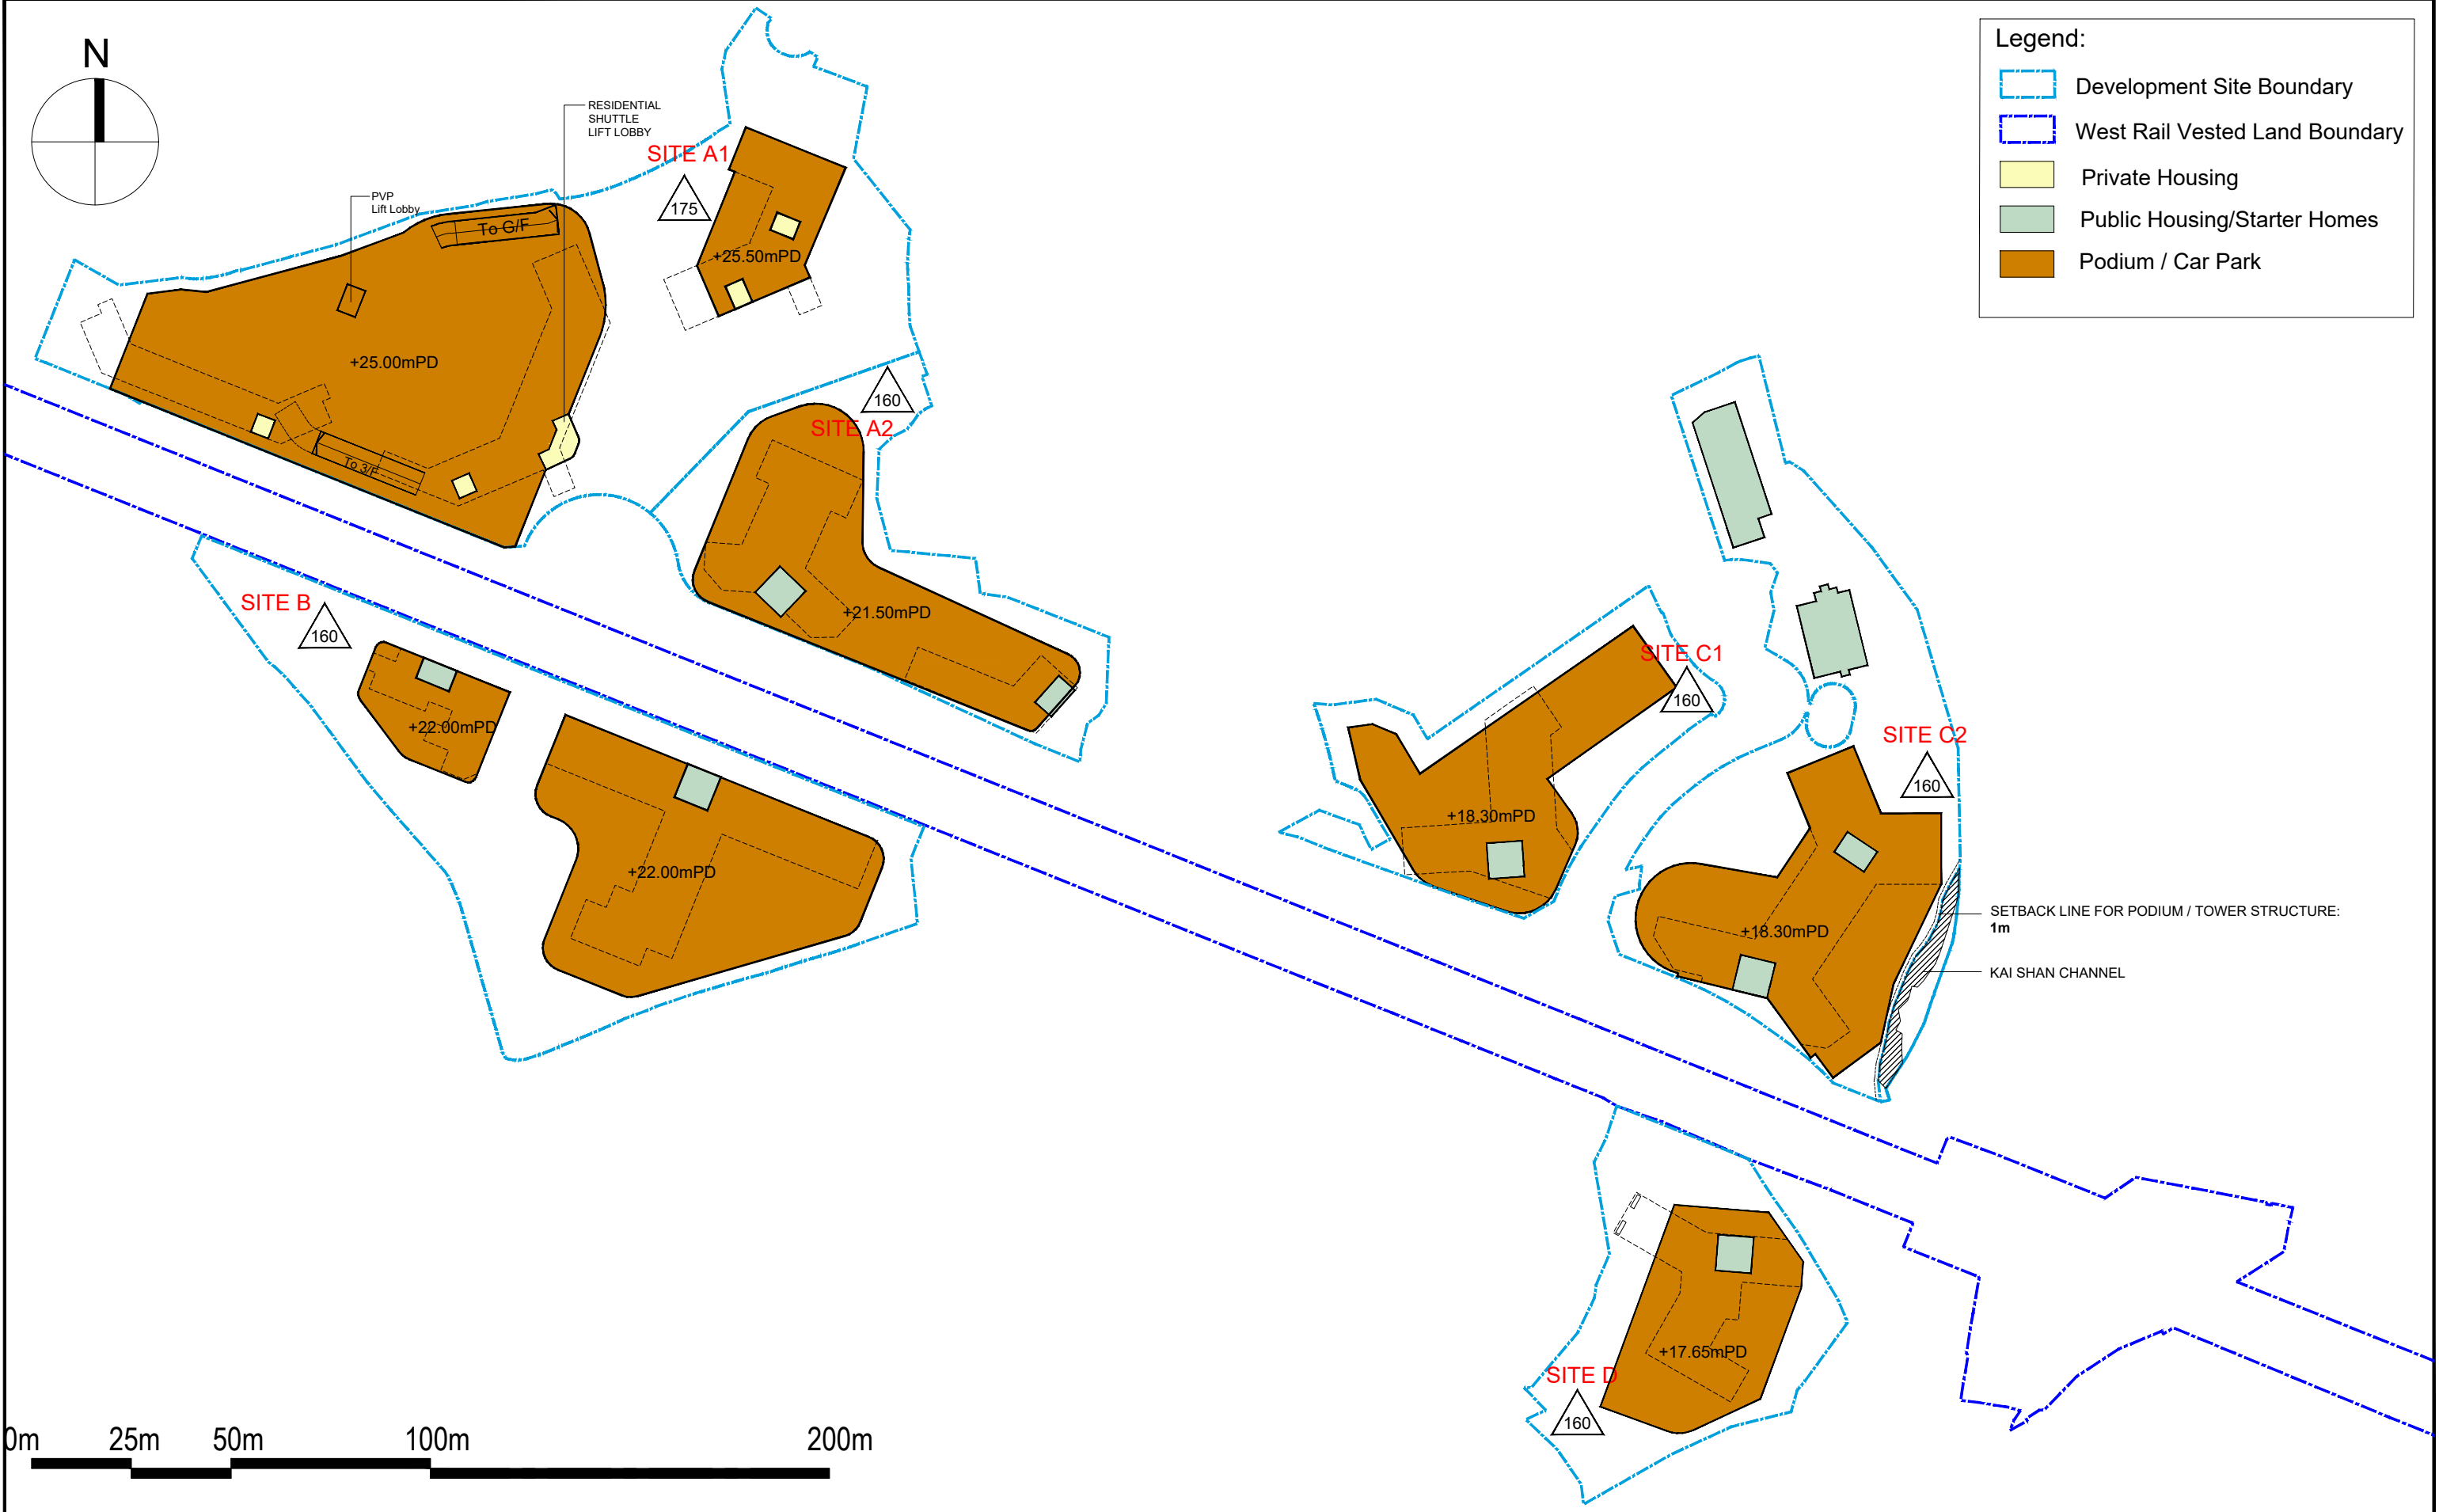 N
Legend:
Development Site Boundary
West Rail Vested Land Boundary
Private Housing
Public Housing/Starter Homes
Podium / Car Park
RESIDENTIAL
SHUTTLE
LIFT LOBBY
SITE A1
175
PVP
Lift Lobby
To G/F
+25.50mPD
+25.00mPD
160
SITE A2
To 3/F
SITE B
160
+21.50mPD
+22.00mPD
SITE C1
160
SITE C2
160
+18.30mPD
+22.00mPD
SETBACK LINE FOR PODIUM / TOWER STRUCTURE:
1m
+18.30mPD
KAI SHAN CHANNEL
+17.65mPD
SITE D
160
0m 25m 50m 100m 200m